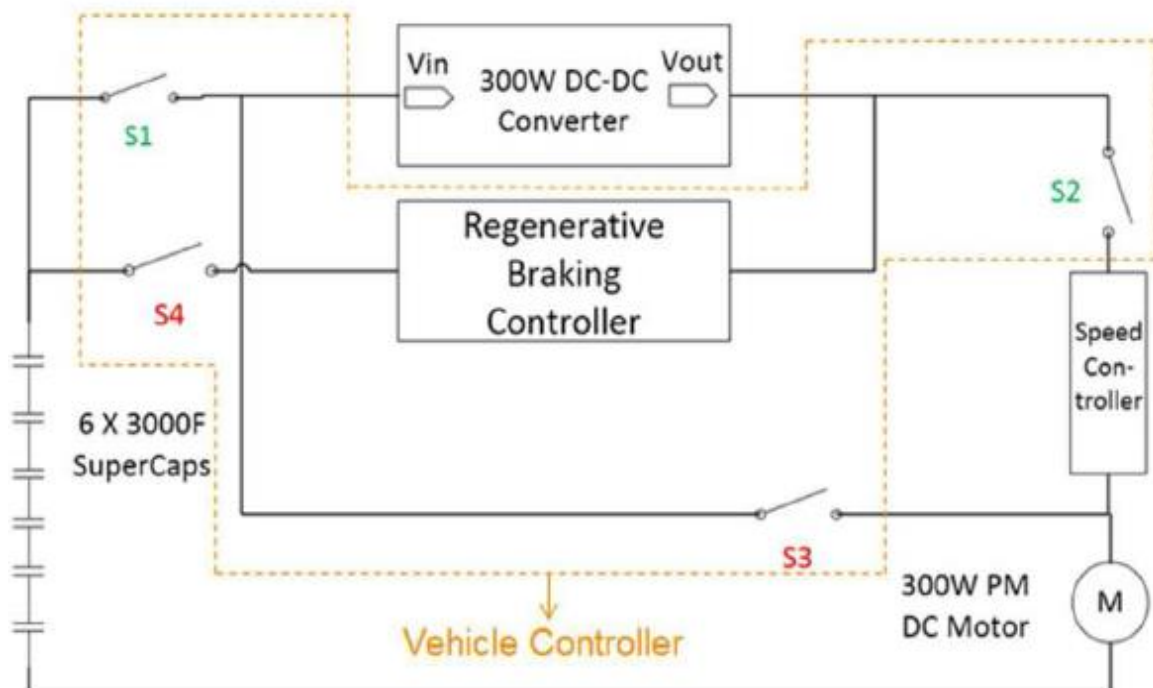 Vin
Vout
300W DC-DC
Converter
S1
S2
Regenerative
Braking
Controller
S4
Speed
Con-
troller
6 X 3000F
SuperCaps
S3
300W PM
DC Motor
M
Vehicle Controller